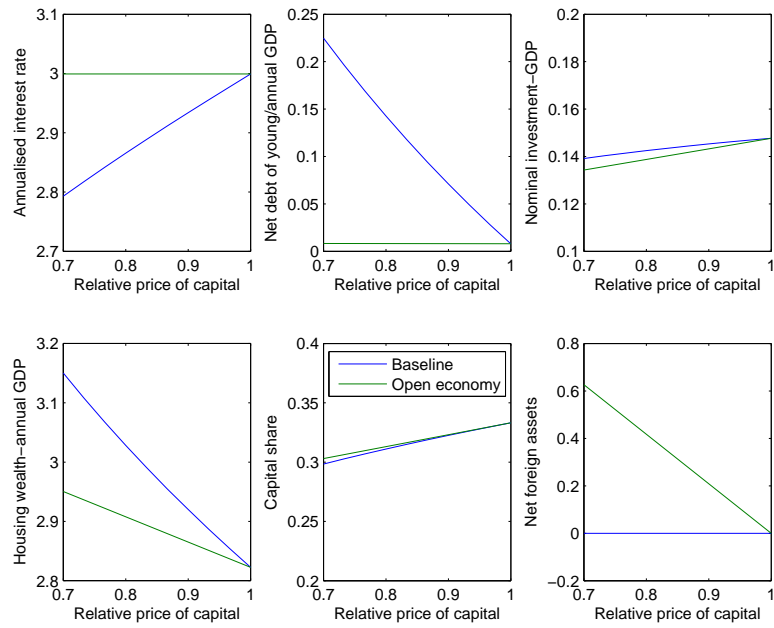 3.1
3
2.9
2.8
2.7
Annualised interest rate
0.7 0.8 0.9 1
Relative price of capital
0.25
0.2
0.15
0.1
0.05
0
Net debt of young/annual GDP
0.7 0.8 0.9 1
Relative price of capital
0.2
0.18
0.16
0.14
0.12
0.1
Nominal investment−GDP
0.7 0.8 0.9 1
Relative price of capital
3.2
3.1
3
2.9
2.8
Housing wealth−annual GDP
0.7 0.8 0.9 1
Relative price of capital
0.4
0.35
0.3
0.25
0.2
Capital share
Baseline
Open economy
0.7 0.8 0.9 1
Relative price of capital
0.8
0.6
0.4
0.2
0
−0.2
Net foreign assets
0.7 0.8 0.9 1
Relative price of capital